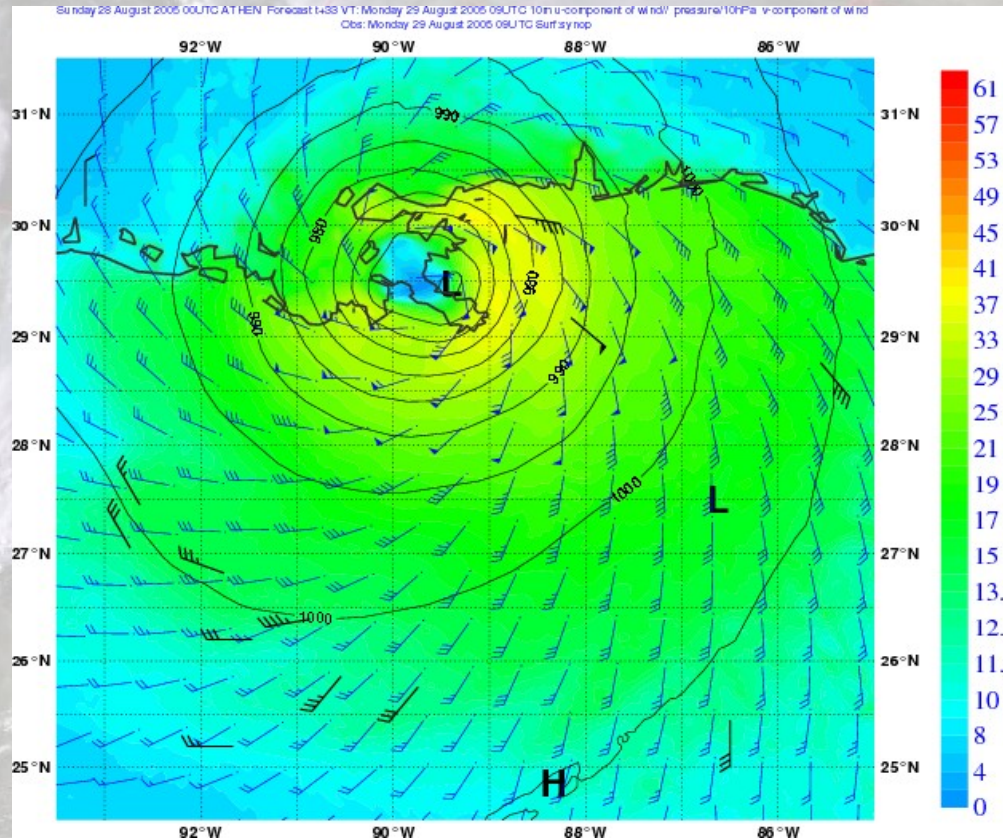 Sunday 28 August 2005 00UTC ATHEN Forecast t+33 VT: Monday 29 August 2005 09UTC 10m u-component of wind// pressure/10hPa v-component of wind
Obs: Monday 29 August 2005 09UTC Surf:synop
92°W 90°W 88°W 86°W
31°N 990 31°N 61
57
1000 53
30°N 980 30°N 49
45
L 980 41
29°N 990 29°N 37
990 33
29
28°N 28°N 25
21
1000 L 19
27°N 27°N 17
15
1000 13.
26°N 26°N 12.
11.
10
25°N H 25°N 8
4
0
92°W 90°W 88°W 86°W